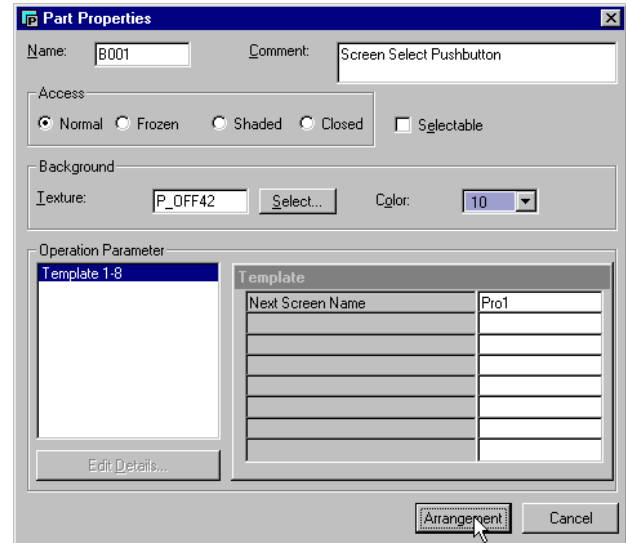 Part Properties
Name: B001 Comment: Screen Select Pushbutton
Access
Normal Frozen Shaded Closed Selectable
Background
Texture: P_OFF42 Select... Color: 10
Operation Parameter
Template 1-8
Template
Next Screen Name Pro1
Edit Details...
Arrangement Cancel